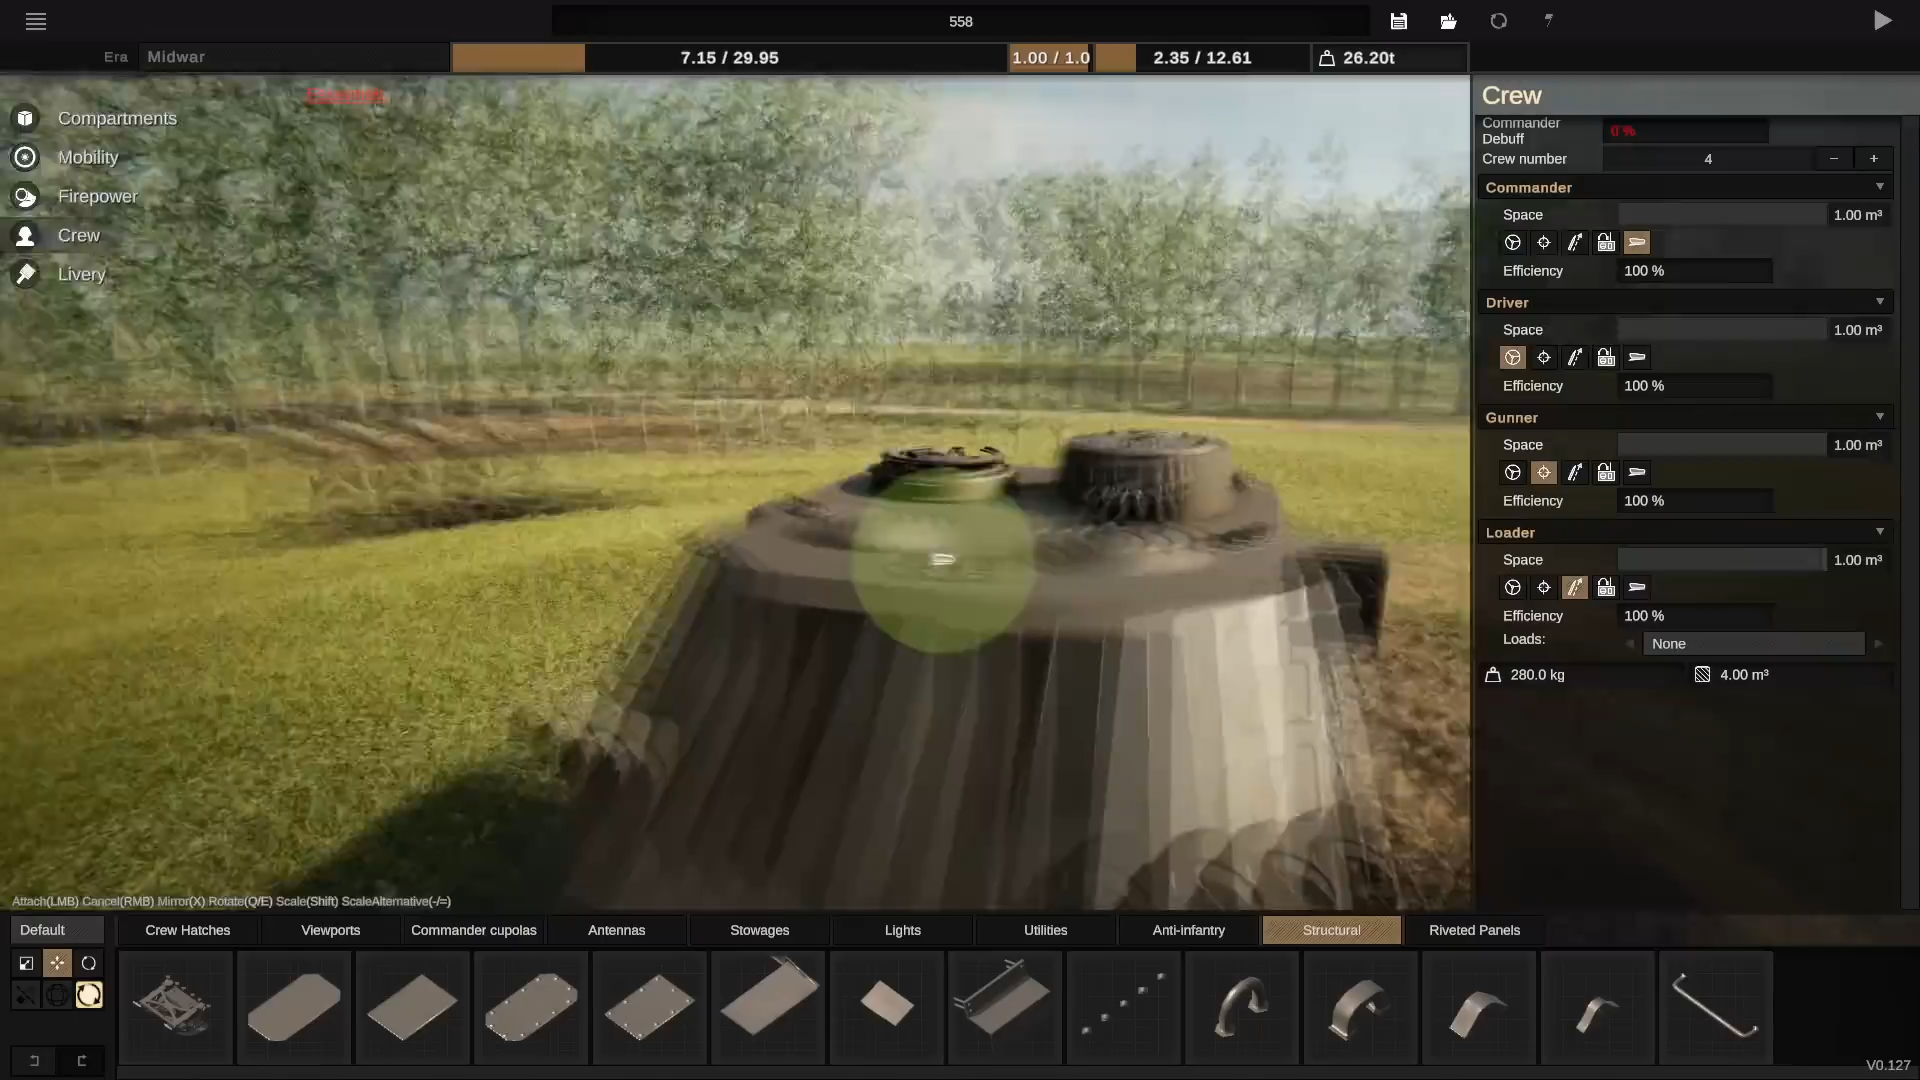 558
Era
Midwar
7.15 / 29.95
1.00 / 1.0
2.35 / 12.61
26.20t
Compartments
Mobility
Firepower
Crew
Livery
Crew
Commander Debuff
0 %
Crew number
4
−
+
Commander
Space
1.00 m³
Efficiency
100 %
Driver
Space
1.00 m³
Efficiency
100 %
Gunner
Space
1.00 m³
Efficiency
100 %
Loader
Space
1.00 m³
Efficiency
100 %
Loads:
None
280.0 kg
4.00 m³
Attach(LMB) Cancel(RMB) Mirror(X) Rotate(Q/E) Scale(Shift) ScaleAlternative(-/=)
Default
Crew Hatches
Viewports
Commander cupolas
Antennas
Stowages
Lights
Utilities
Anti-infantry
Structural
Riveted Panels
V0.127